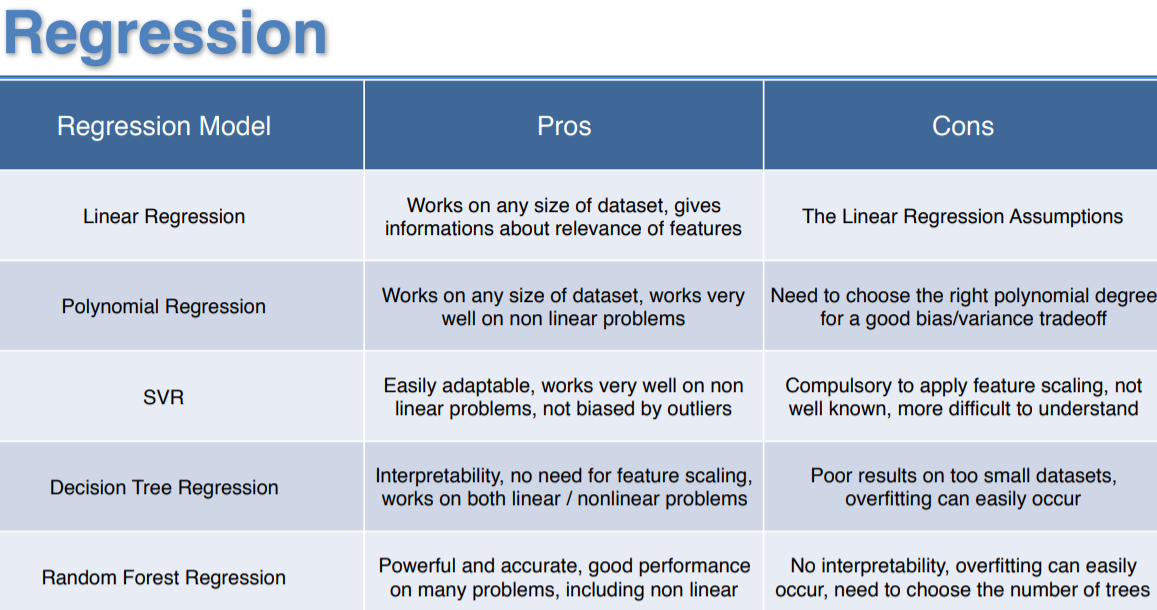 Regression
Regression Model
Pros
Cons
Linear Regression
Works on any size of dataset, gives
informations about relevance of features
The Linear Regression Assumptions
Polynomial Regression
Works on any size of dataset, works very
well on non linear problems
Need to choose the right polynomial degree
for a good bias/variance tradeoff
SVR
Easily adaptable, works very well on non
linear problems, not biased by outliers
Compulsory to apply feature scaling, not
well known, more difficult to understand
Decision Tree Regression
Interpretability, no need for feature scaling,
works on both linear / nonlinear problems
Poor results on too small datasets,
overfitting can easily occur
Random Forest Regression
Powerful and accurate, good performance
on many problems, including non linear
No interpretability, overfitting can easily
occur, need to choose the number of trees